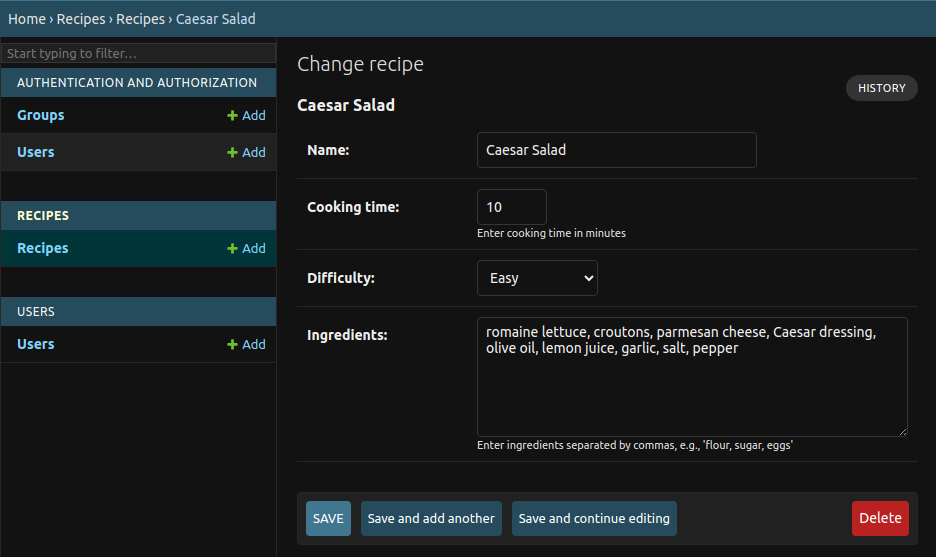 Home › Recipes › Recipes › Caesar Salad
Start typing to filter…
AUTHENTICATION AND AUTHORIZATION
Groups + Add
Users + Add
RECIPES
Recipes + Add
USERS
Users + Add
Change recipe
HISTORY
Caesar Salad
Name: Caesar Salad
Cooking time: 10
Enter cooking time in minutes
Difficulty: Easy
Ingredients: romaine lettuce, croutons, parmesan cheese, Caesar dressing,
olive oil, lemon juice, garlic, salt, pepper
Enter ingredients separated by commas, e.g., 'flour, sugar, eggs'
SAVE Save and add another Save and continue editing Delete